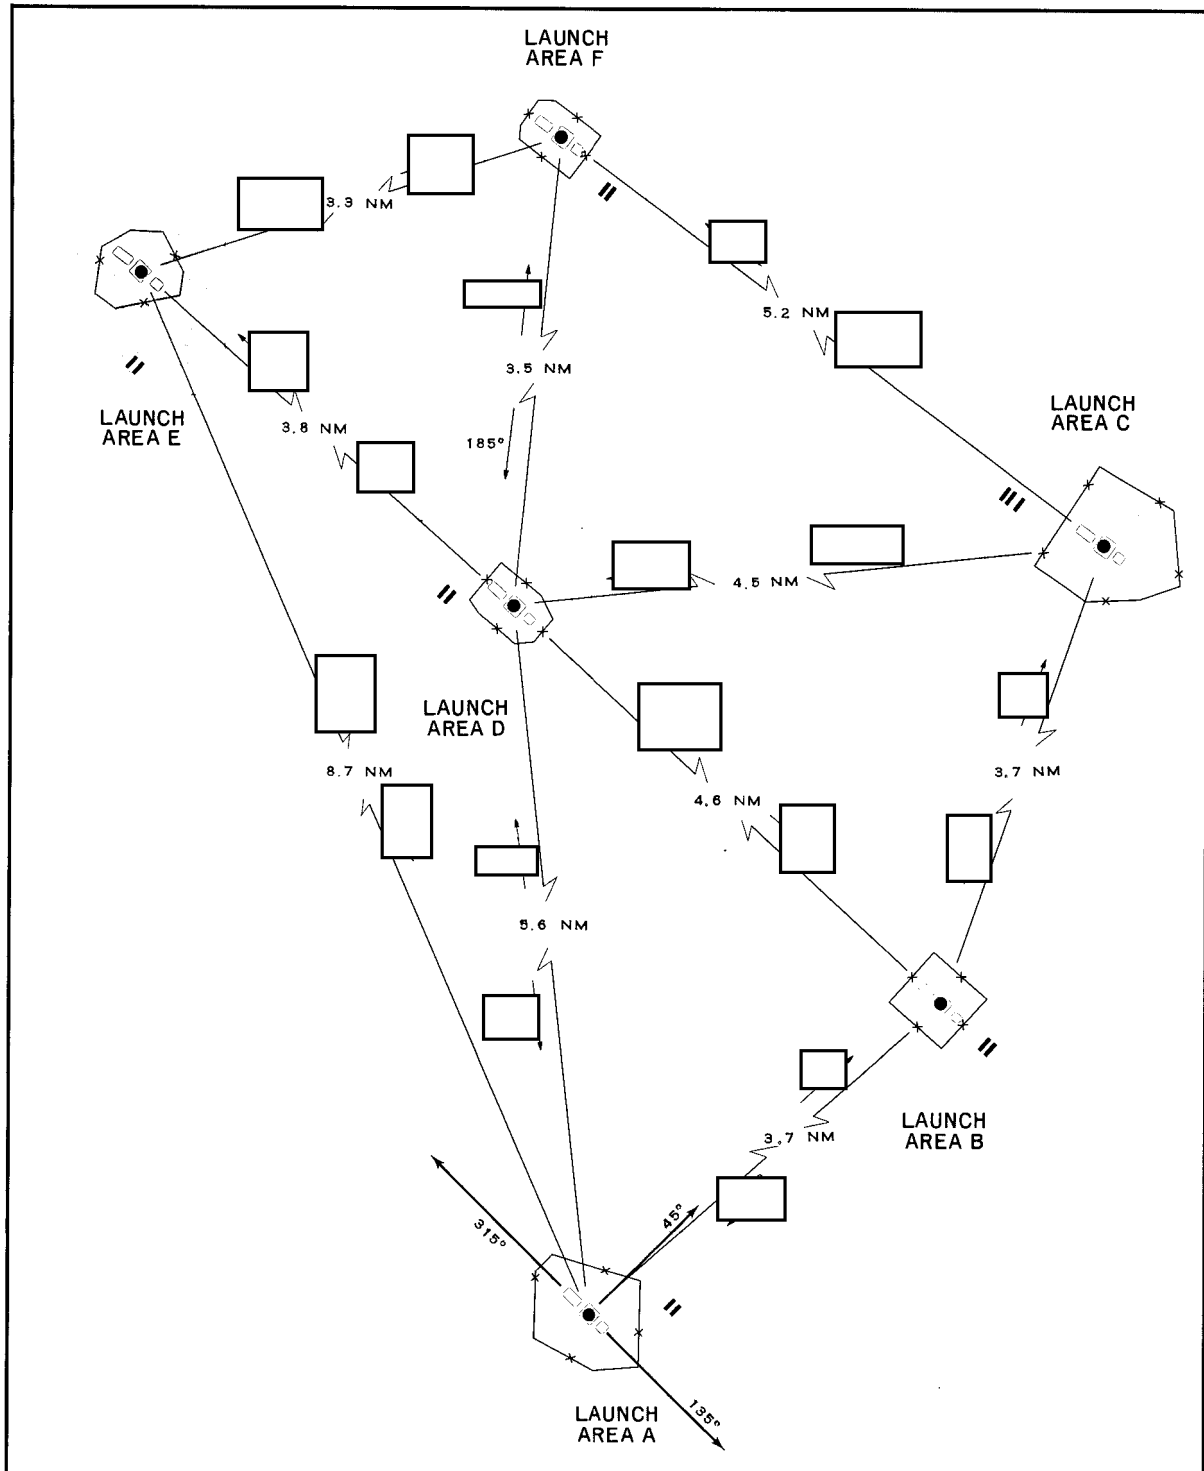 LAUNCH
AREA F
3.3 NM
5.2 NM
3.5 NM
LAUNCH
AREA E
3.8 NM
185°
LAUNCH
AREA C
4.5 NM
LAUNCH
AREA D
8.7 NM
4.6 NM
3.7 NM
5.6 NM
LAUNCH
AREA B
3.7 NM
315°
45°
135°
LAUNCH
AREA A